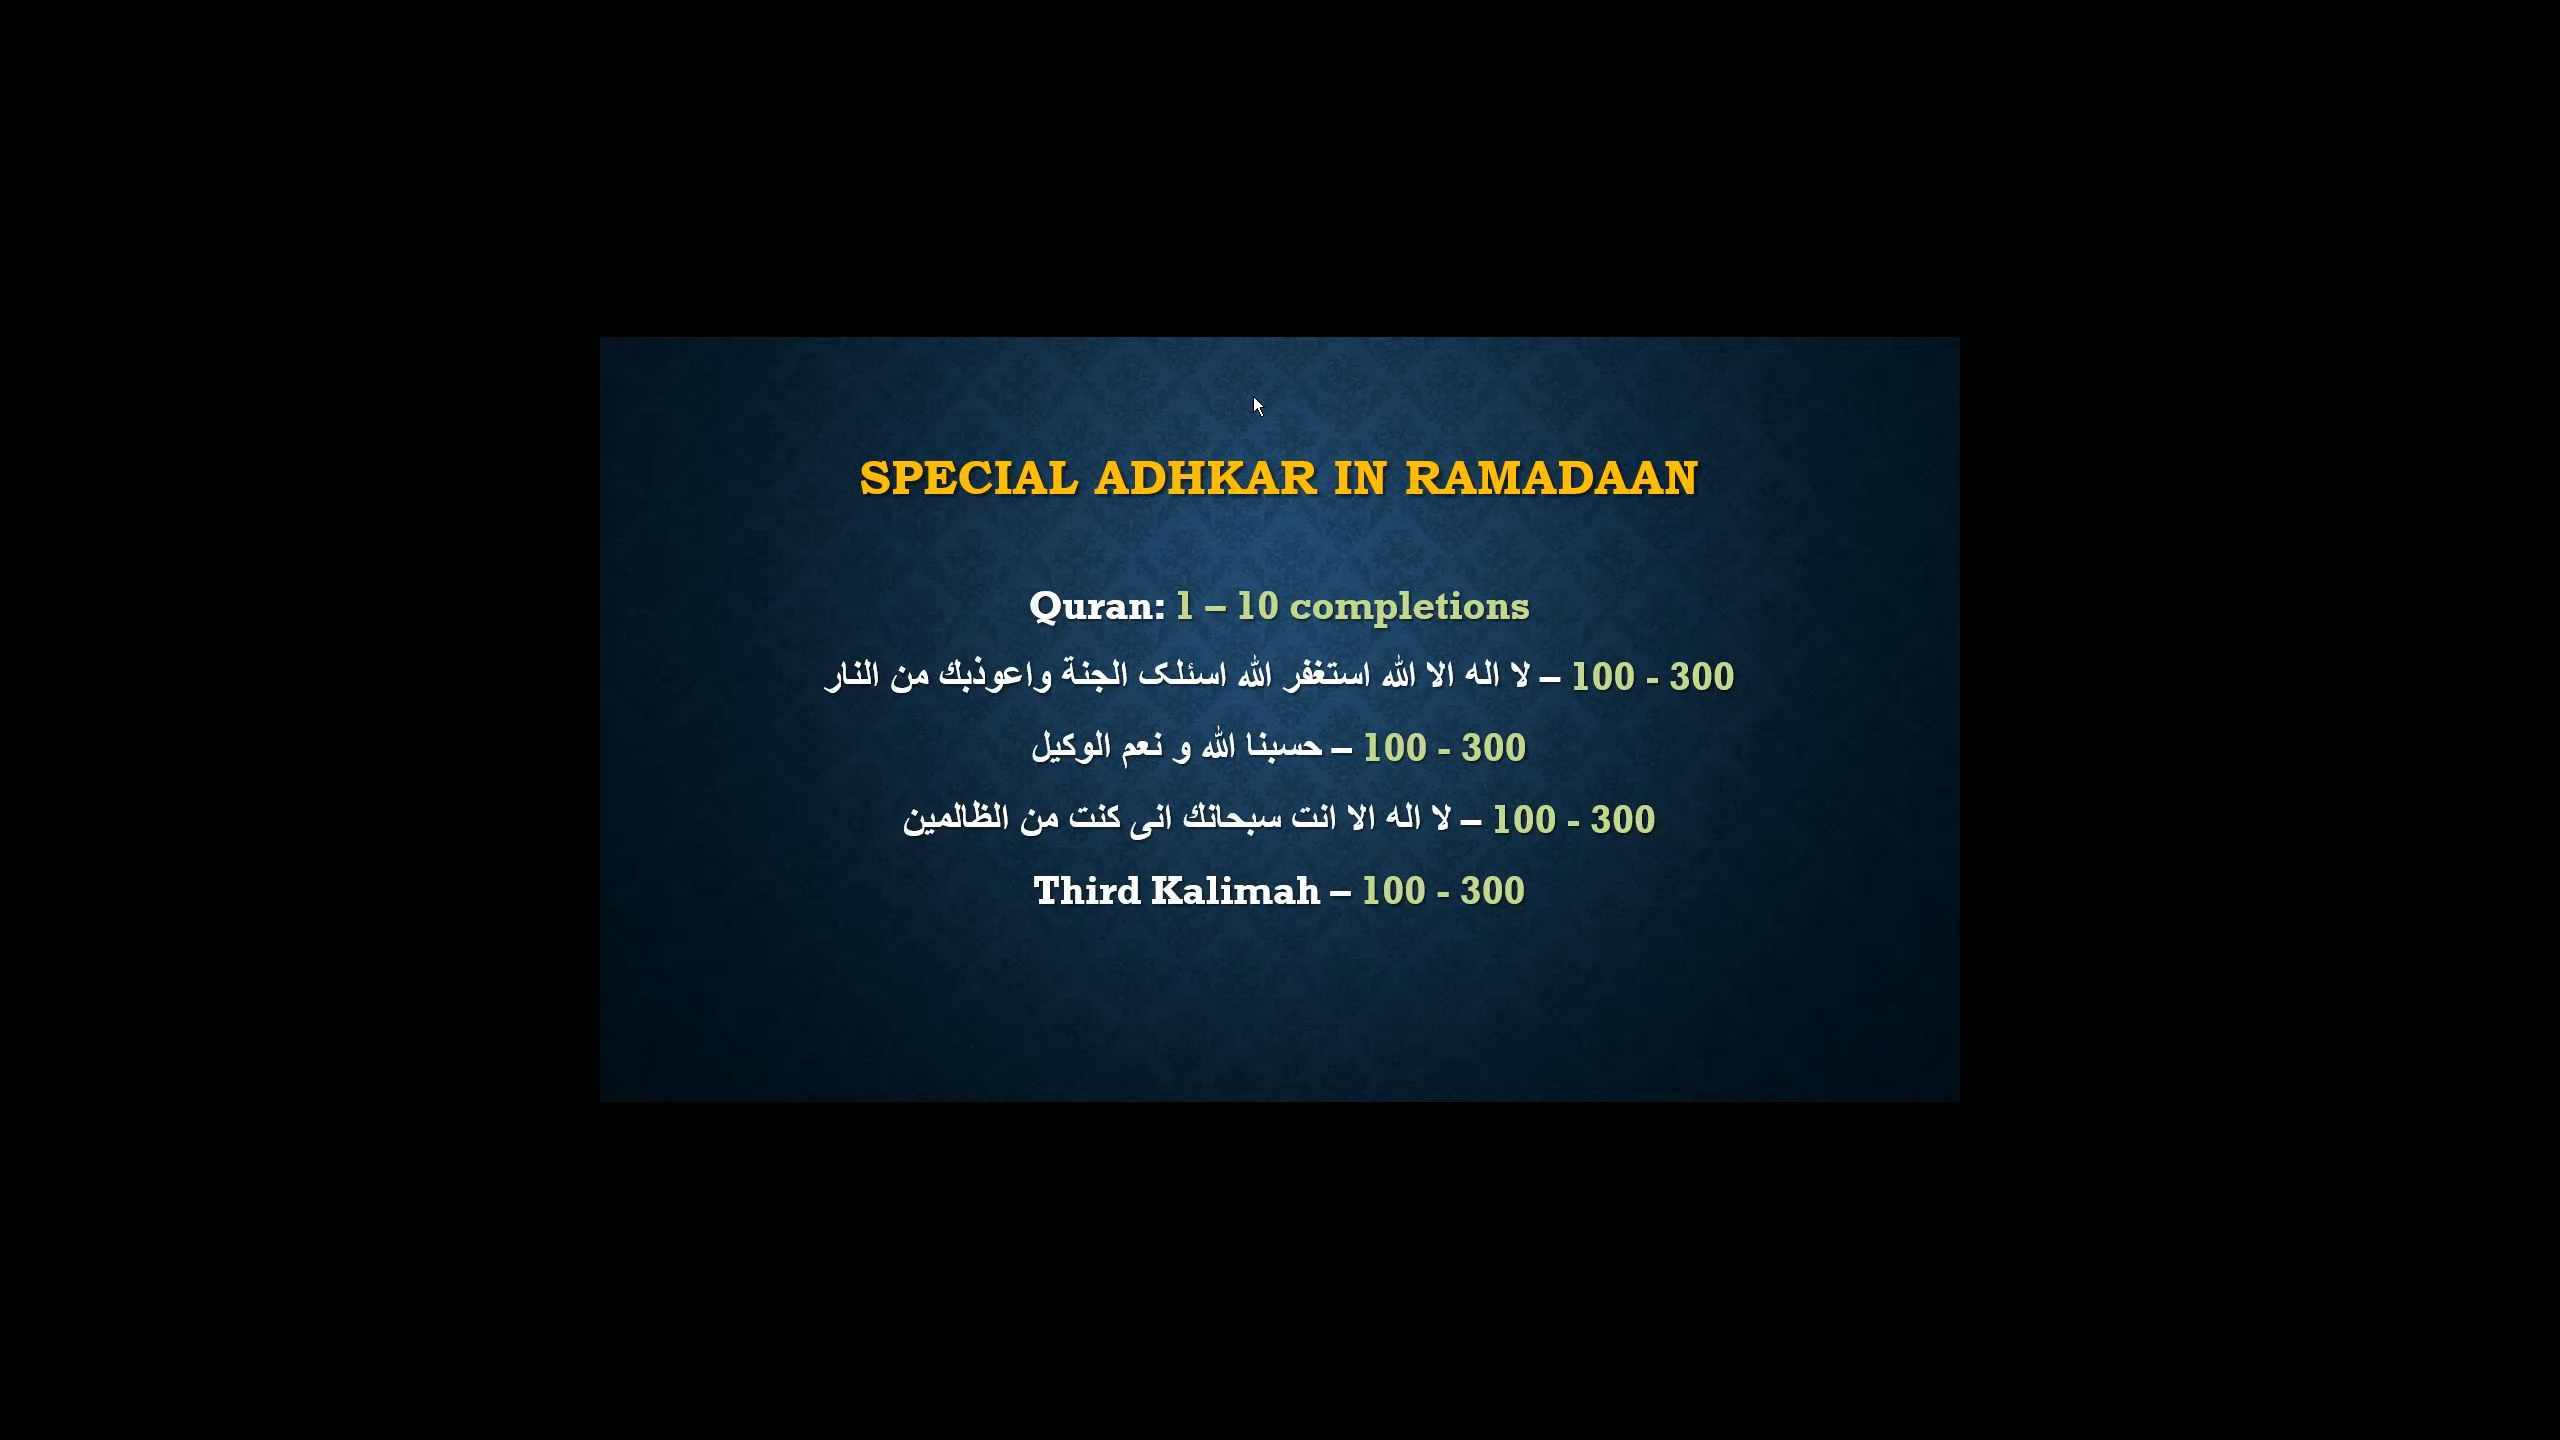 SPECIAL ADHKAR IN RAMADAAN
Quran: 1 – 10 completions
لا اله الا الله استغفر الله اسئلک الجنة واعوذبك من النار – 100 - 300
حسبنا الله و نعم الوكيل – 100 - 300
لا اله الا انت سبحانك انى كنت من الظالمين – 100 - 300
Third Kalimah – 100 - 300